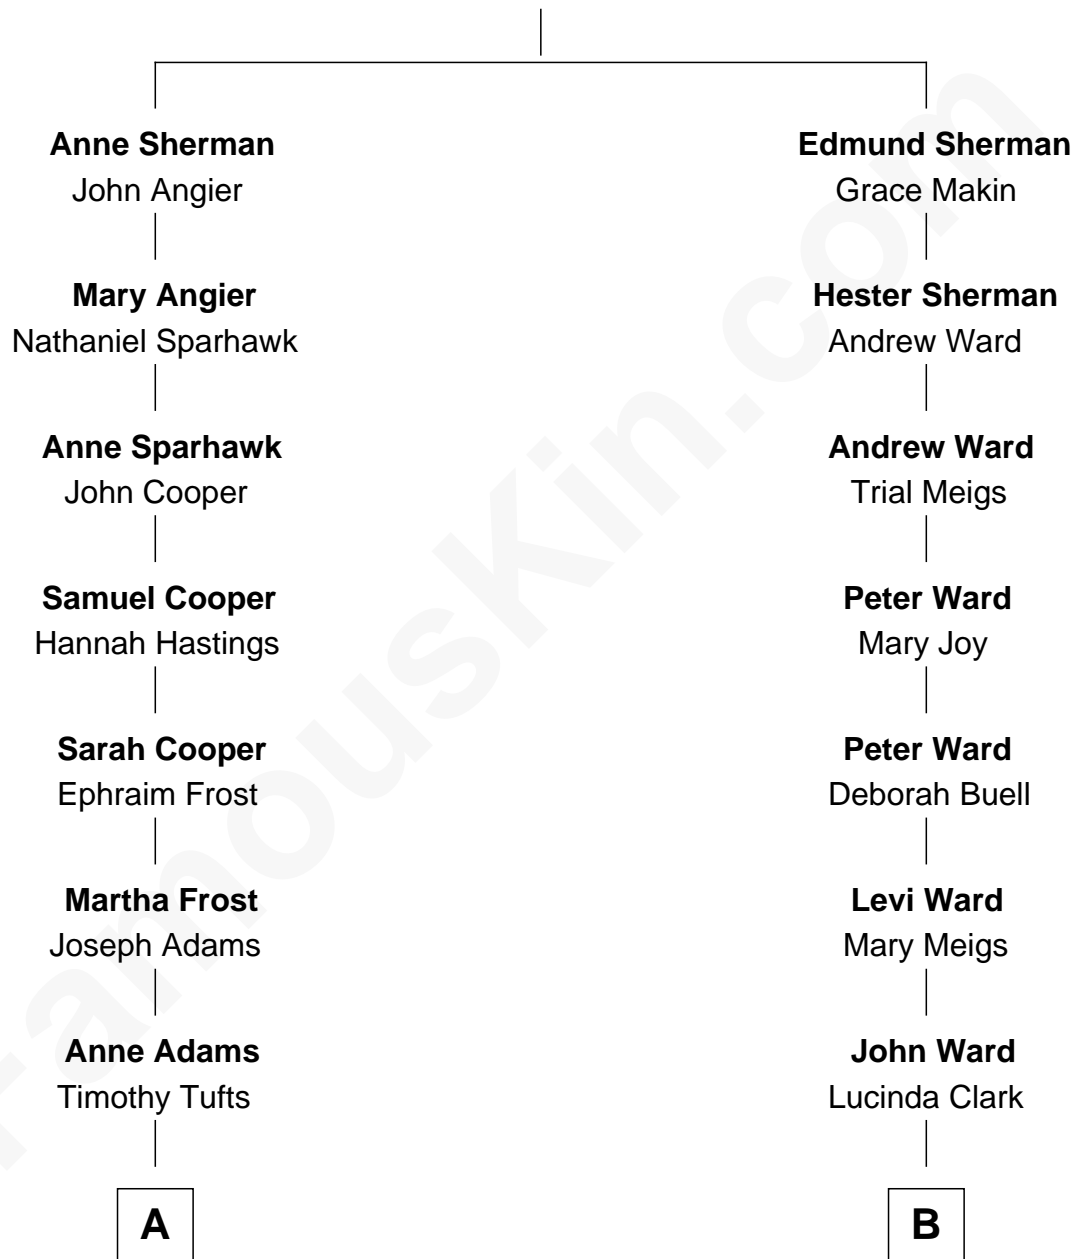 Anne Sherman
John Angier
Mary Angier
Nathaniel Sparhawk
Anne Sparhawk
John Cooper
Samuel Cooper
Hannah Hastings
Sarah Cooper
Ephraim Frost
Martha Frost
Joseph Adams
Anne Adams
Timothy Tufts
A
Edmund Sherman
Grace Makin
Hester Sherman
Andrew Ward
Andrew Ward
Trial Meigs
Peter Ward
Mary Joy
Peter Ward
Deborah Buell
Levi Ward
Mary Meigs
John Ward
Lucinda Clark
B
FamousKin.com